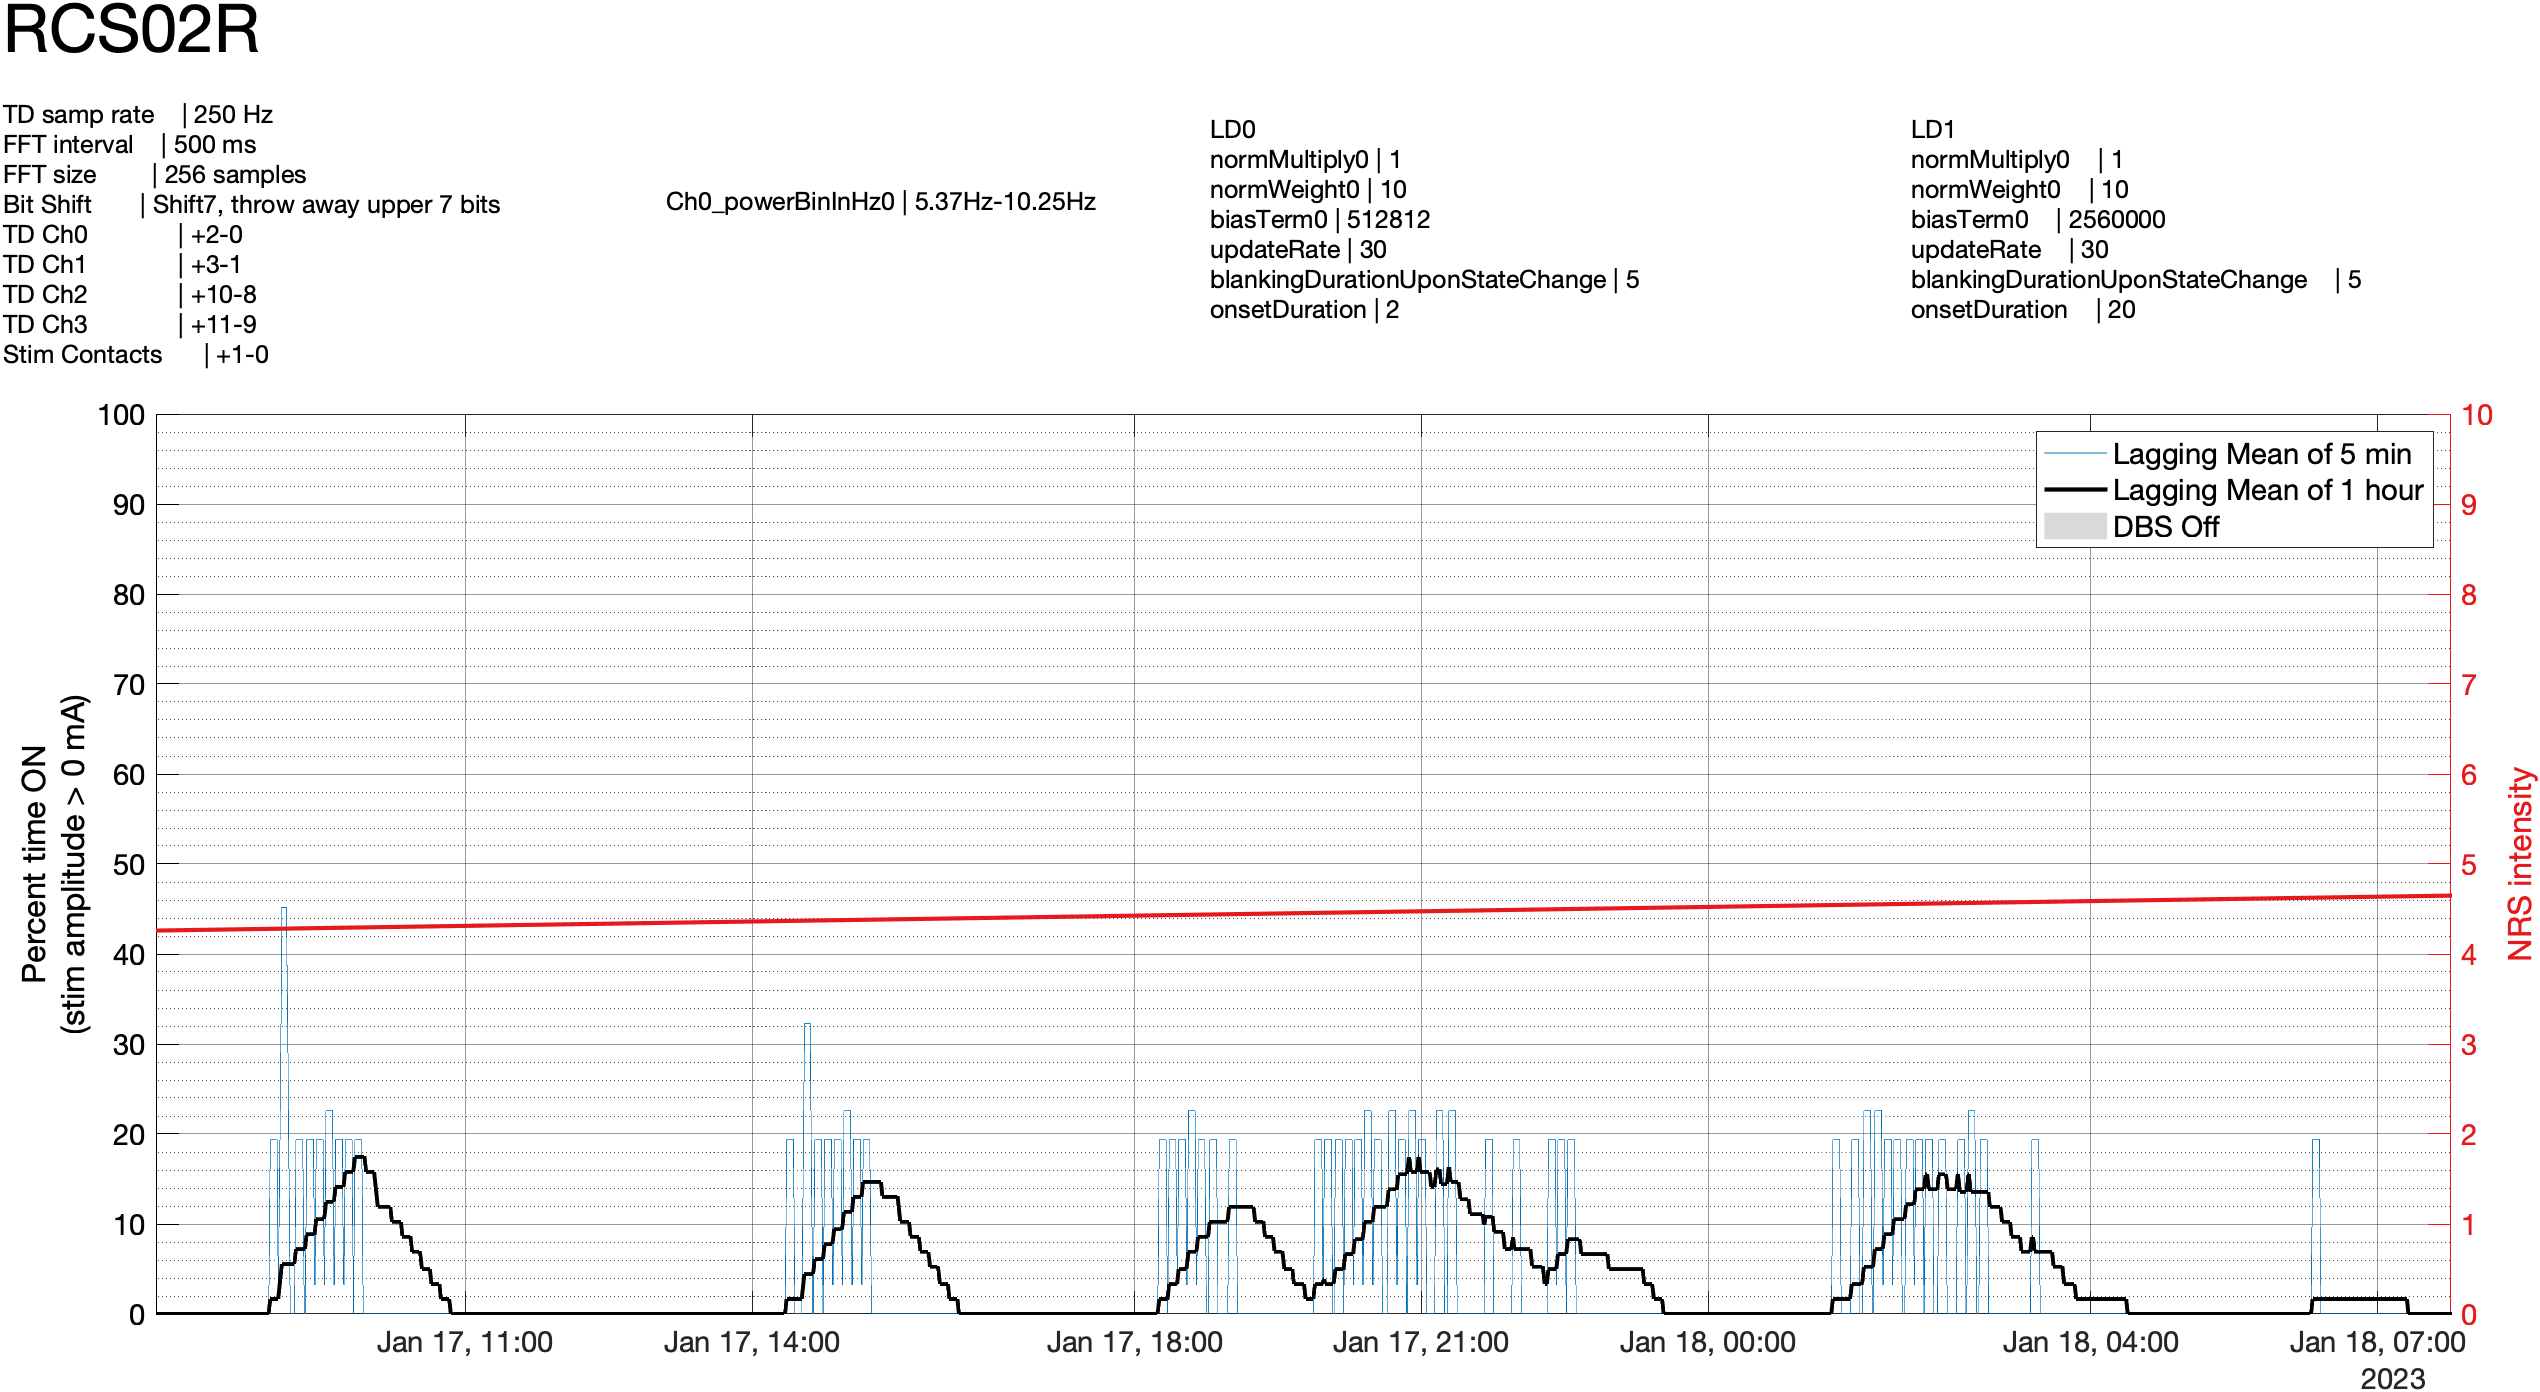 RCS02R
TD samp rate | 250 Hz
FFT interval | 500 ms
FFT size | 256 samples
Bit Shift | Shift7, throw away upper 7 bits
TD Ch0 | +2-0
TD Ch1 | +3-1
TD Ch2 | +10-8
TD Ch3 | +11-9
Stim Contacts | +1-0
Ch0_powerBinInHz0 | 5.37Hz-10.25Hz
LD0
normMultiply0 | 1
normWeight0 | 10
biasTerm0 | 512812
updateRate | 30
blankingDurationUponStateChange | 5
onsetDuration | 2
LD1
normMultiply0 | 1
normWeight0 | 10
biasTerm0 | 2560000
updateRate | 30
blankingDurationUponStateChange | 5
onsetDuration | 20
Percent time ON
(stim amplitude > 0 mA)
100
90
80
70
60
50
40
30
20
10
0
Lagging Mean of 5 min
Lagging Mean of 1 hour
DBS Off
10
9
8
7
6
5
4
3
2
1
0
NRS intensity
Jan 17, 11:00
Jan 17, 14:00
Jan 17, 18:00
Jan 17, 21:00
Jan 18, 00:00
Jan 18, 04:00
Jan 18, 07:00
2023